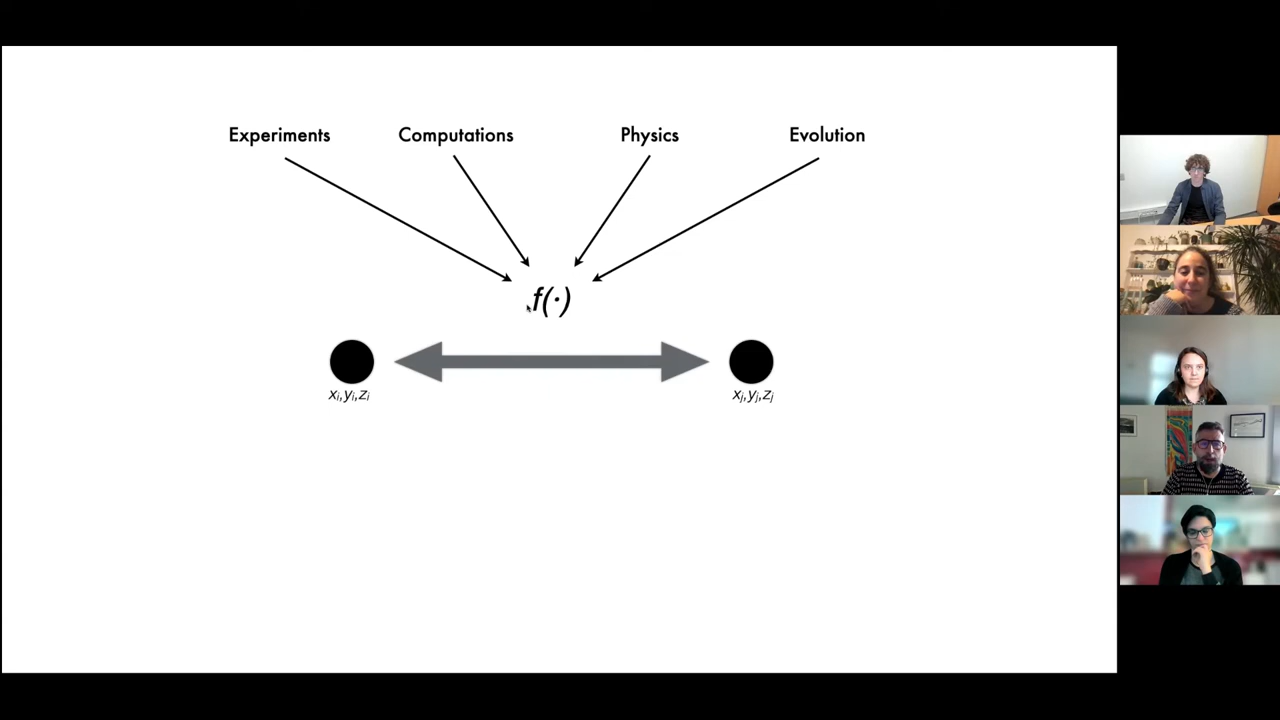 Experiments Computations Physics Evolution
f(·)
xᵢ,yᵢ,zᵢ xⱼ,yⱼ,zⱼ